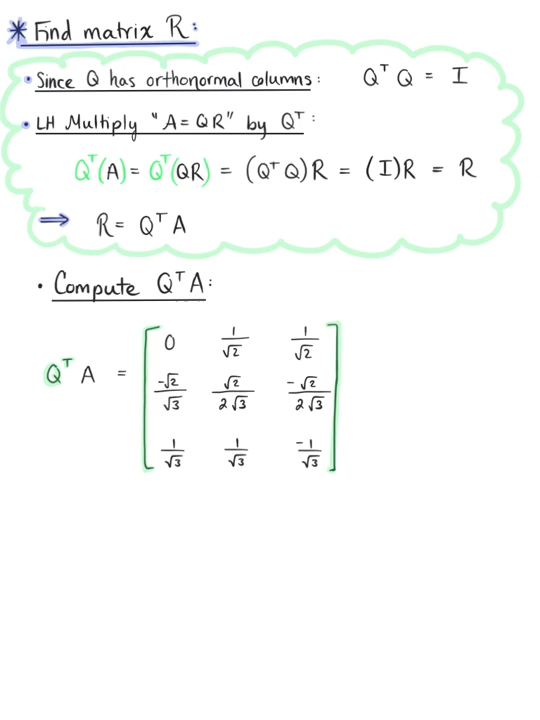 * Find matrix R:
• Since Q has orthonormal columns: Qᵀ Q = I
• LH Multiply "A = QR" by Qᵀ:
Qᵀ(A) = Qᵀ(QR) = (QᵀQ)R = (I)R = R
⟹ R = QᵀA
• Compute QᵀA:
0 1/√2 1/√2
QᵀA =
-√2/√3 √2/2√3 -√2/2√3
1/√3 1/√3 -1/√3